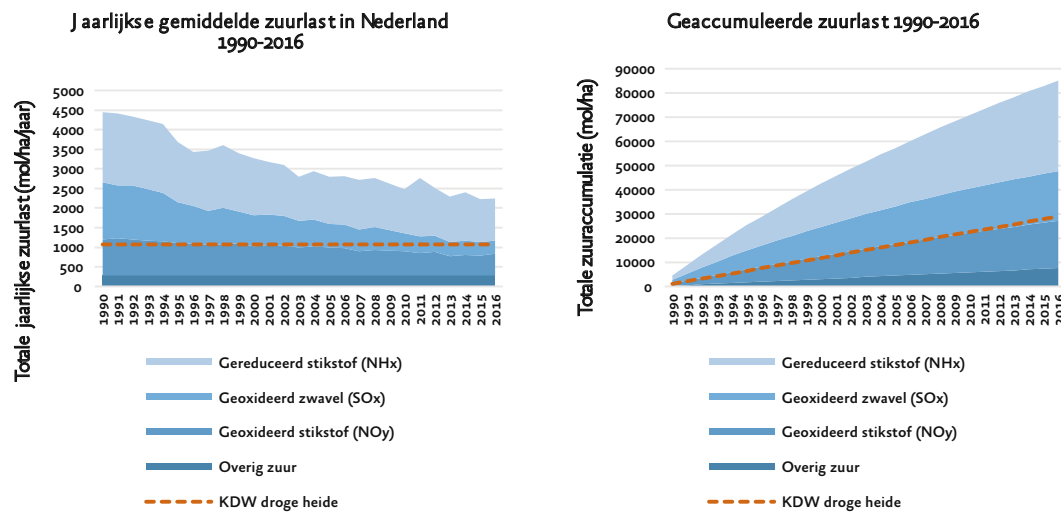 Jaarlijkse gemiddelde zuurlast in Nederland
1990-2016
Totale jaarlijkse zuurlast (mol/ha/jaar)
5000
4500
4000
3500
3000
2500
2000
1500
1000
500
0
1990 1991 1992 1993 1994 1995 1996 1997 1998 1999 2000 2001 2002 2003 2004 2005 2006 2007 2008 2009 2010 2011 2012 2013 2014 2015 2016
Gereduceerd stikstof (NHx)
Geoxideerd zwavel (SOx)
Geoxideerd stikstof (NOy)
Overig zuur
KDW droge heide
Geaccumuleerde zuurlast 1990-2016
Totale zuuraccumulatie (mol/ha)
90000
80000
70000
60000
50000
40000
30000
20000
10000
0
1990 1991 1992 1993 1994 1995 1996 1997 1998 1999 2000 2001 2002 2003 2004 2005 2006 2007 2008 2009 2010 2011 2012 2013 2014 2015 2016
Gereduceerd stikstof (NHx)
Geoxideerd zwavel (SOx)
Geoxideerd stikstof (NOy)
Overig zuur
KDW droge heide